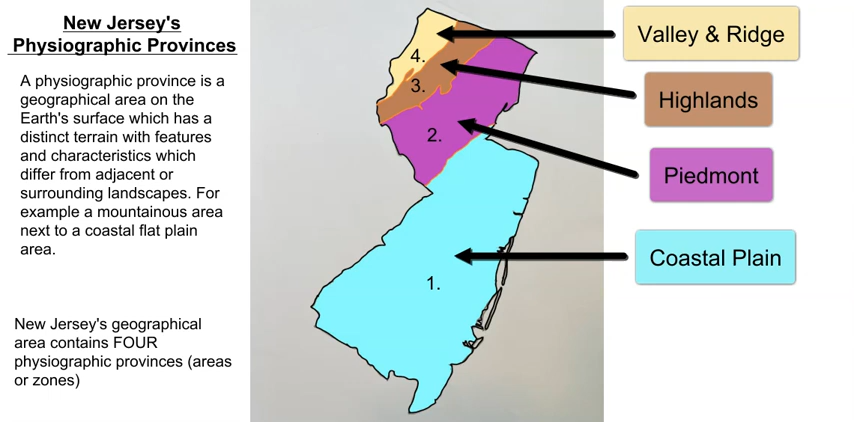 New Jersey's
Physiographic Provinces
A physiographic province is a
geographical area on the
Earth's surface which has a
distinct terrain with features
and characteristics which
differ from adjacent or
surrounding landscapes. For
example a mountainous area
next to a coastal flat plain
area.
New Jersey's geographical
area contains FOUR
physiographic provinces (areas
or zones)
4.
3.
2.
1.
Valley & Ridge
Highlands
Piedmont
Coastal Plain